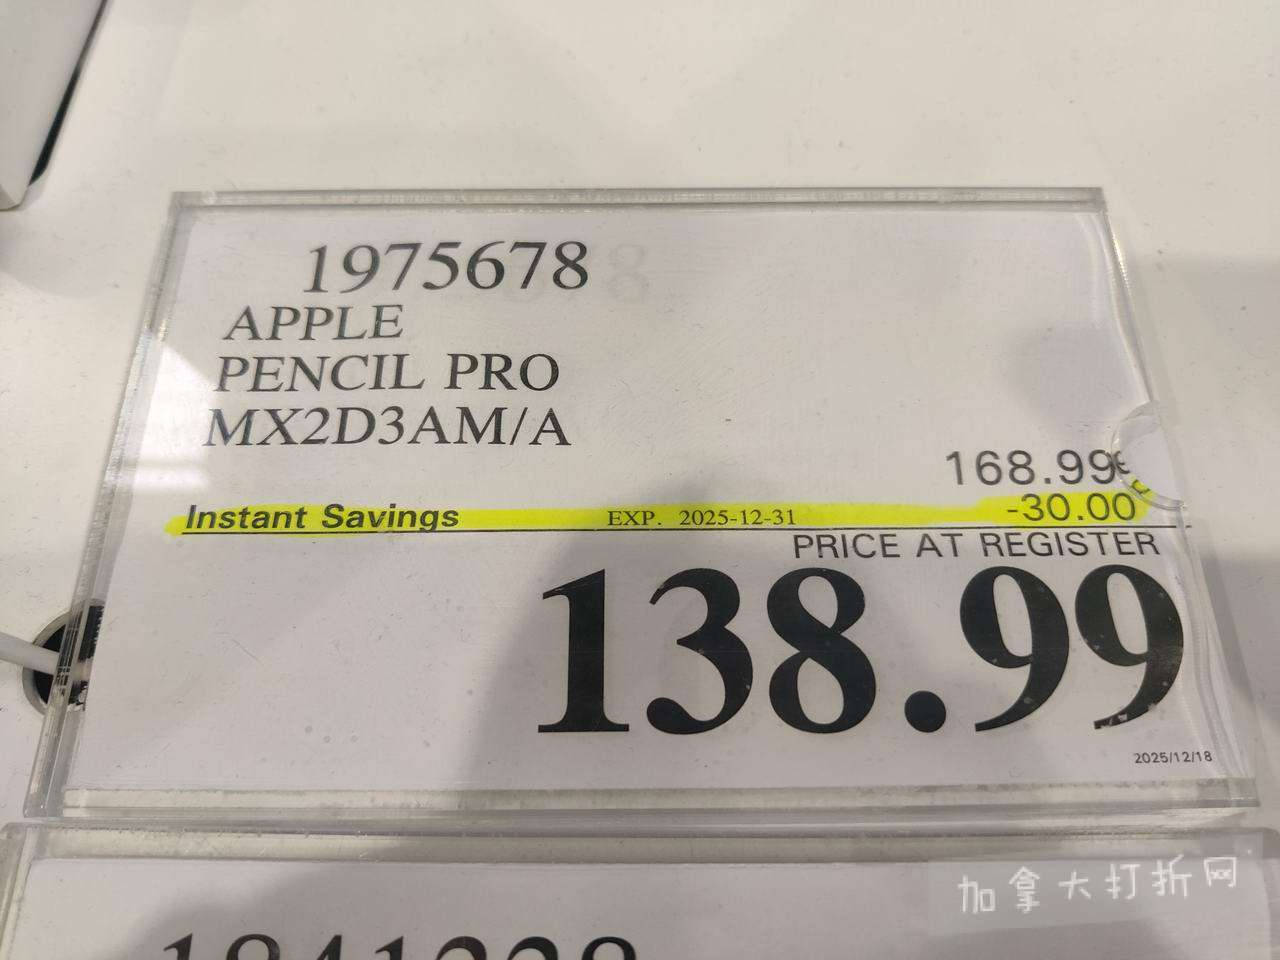 1975678
APPLE
PENCIL PRO
MX2D3AM/A
168.99
Instant Savings EXP. 2025-12-31 -30.00
PRICE AT REGISTER
138.99
2025/12/18
加拿大打折网